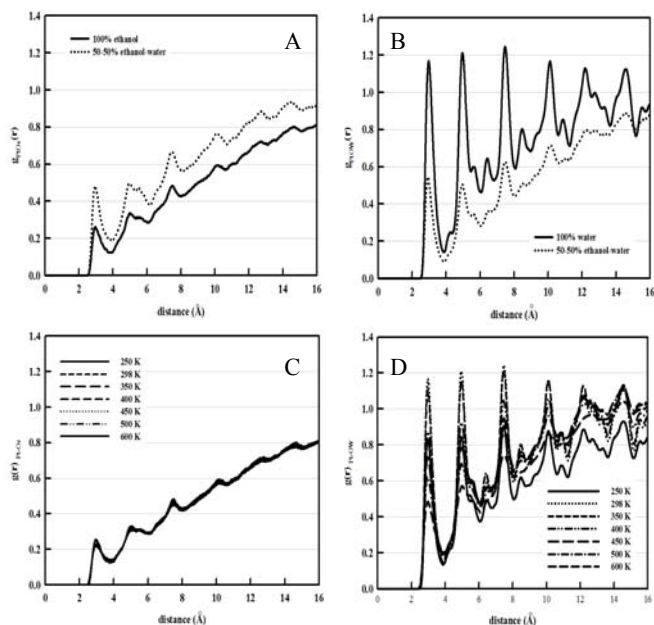 A
100% ethanol
50-50% ethanol-water
1.4
1.2
1.0
0.8
0.6
0.4
0.2
0.0
0 2 4 6 8 10 12 14 16
distance (Å)
B
1.4
1.2
1.0
0.8
0.6
0.4
0.2
0.0
100% water
50-50% ethanol-water
0 2 4 6 8 10 12 14 16
distance (Å)
C
250 K
298 K
350 K
400 K
450 K
500 K
600 K
1.4
1.2
1.0
0.8
0.6
0.4
0.2
0.0
g(r)
0 2 4 6 8 10 12 14 16
distance (Å)
D
1.4
1.2
1.0
0.8
0.6
0.4
0.2
0.0
g(r) Pt-OW
250 K
298 K
350 K
400 K
450 K
500 K
600 K
0 2 4 6 8 10 12 14 16
distance (Å)